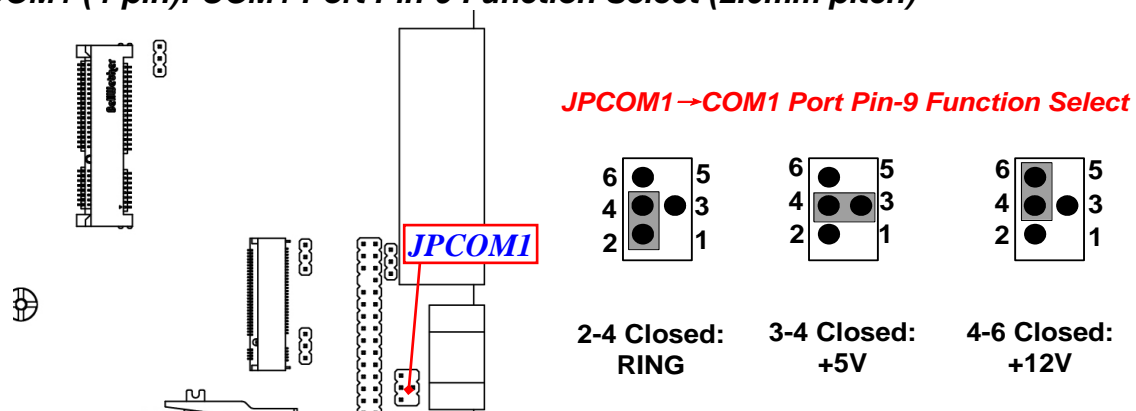 JPCOM1→COM1 Port Pin-9 Function Select
JPCOM1
6 5
4 3
2 1
6 5
4 3
2 1
6 5
4 3
2 1
2-4 Closed:
RING
3-4 Closed:
+5V
4-6 Closed:
+12V